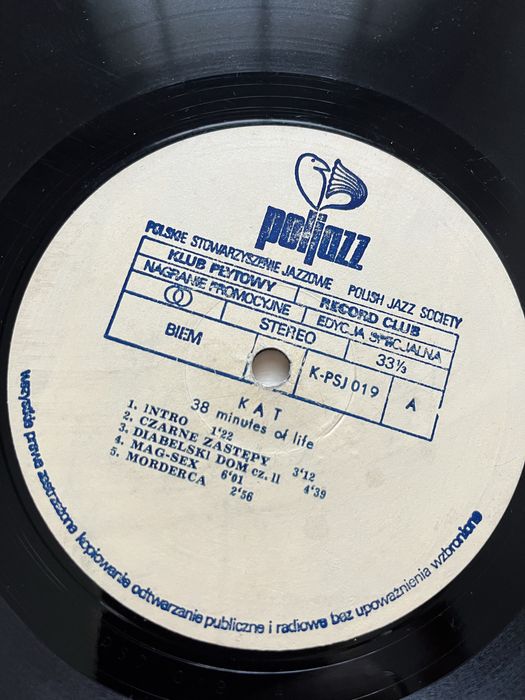 poljazz
POLSKIE STOWARZYSZENIE JAZZOWE POLISH JAZZ SOCIETY
KLUB PŁYTOWY RECORD CLUB
NAGRANIE PROMOCYJNE EDYCJA SPECJALNA
STEREO 33⅓
BIEM K-PSJ 019 A
KAT
38 minutes of life
1. INTRO 1'22
2. CZARNE ZASTĘPY 3'12
3. DIABELSKI DOM cz. II 4'39
4. MAG-SEX 6'01
5. MORDERCA 2'56
wszystkie prawa zastrzeżone kopiowanie odtwarzanie publiczne i radiowe bez upoważnienia wzbronione